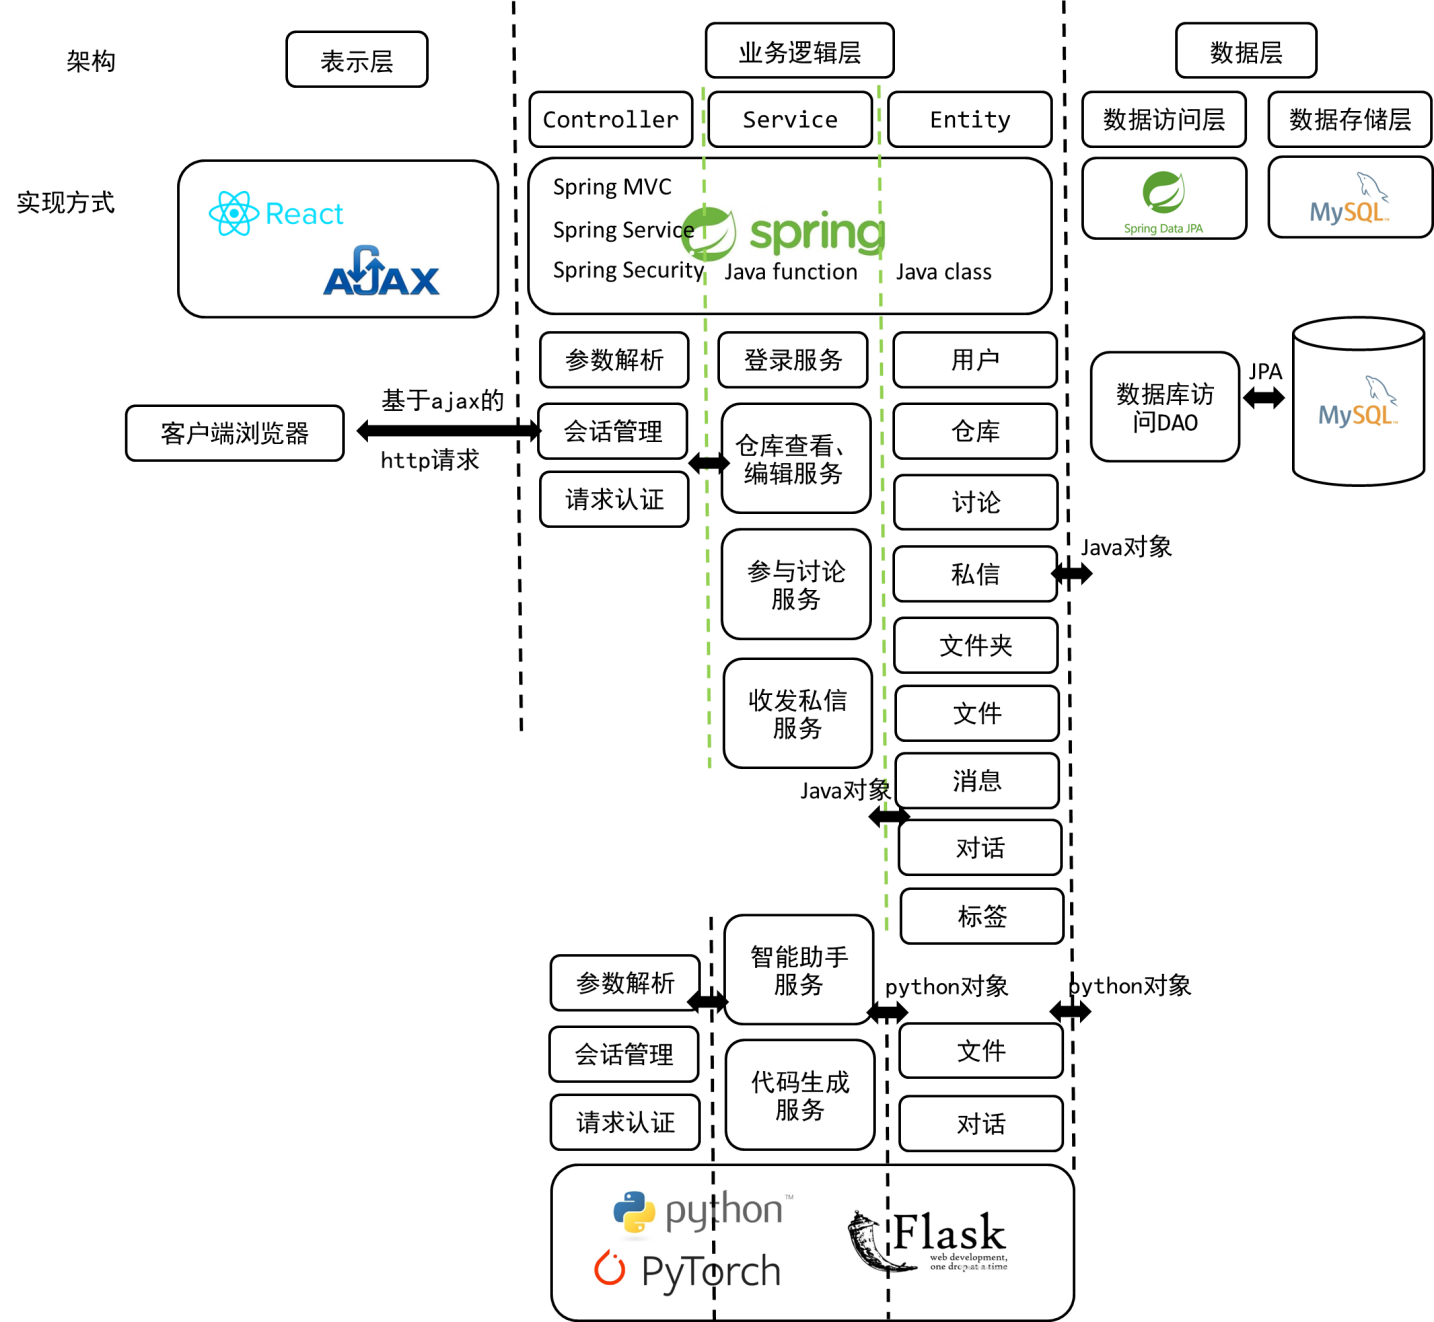 架构
表示层
业务逻辑层
数据层
Controller
Service
Entity
数据访问层
数据存储层
实现方式
React
AJAX
Spring MVC
Spring Service
Spring Security
spring
Java function
Java class
Spring Data JPA
MySQL™
参数解析
登录服务
用户
客户端浏览器
基于ajax的
http请求
会话管理
仓库查看、
编辑服务
仓库
数据库访
问DAO
JPA
MySQL™
请求认证
讨论
参与讨论
服务
私信
Java对象
文件夹
收发私信
服务
文件
Java对象
消息
对话
标签
参数解析
智能助手
服务
python对象
python对象
会话管理
代码生成
服务
文件
请求认证
对话
python™
PyTorch
Flask
web development,
one drop at a time